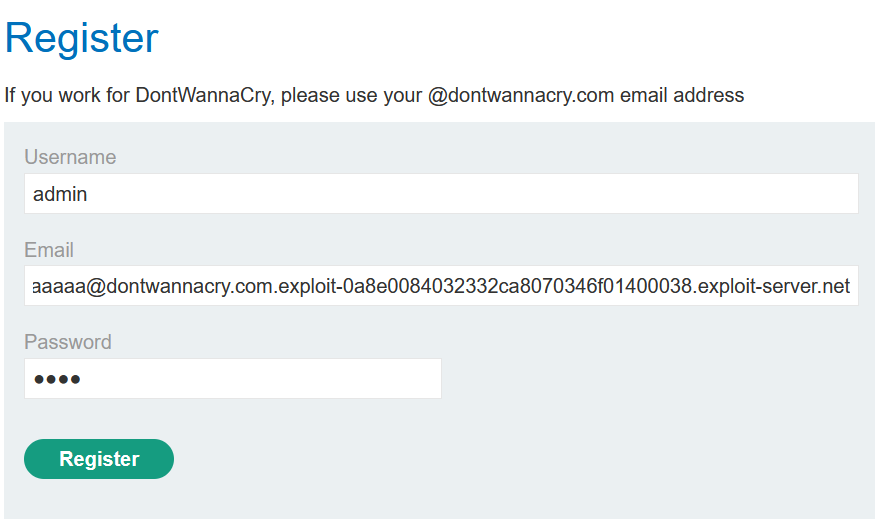 Register
If you work for DontWannaCry, please use your @dontwannacry.com email address
Username
admin
Email
aaaaa@dontwannacry.com.exploit-0a8e0084032332ca8070346f01400038.exploit-server.net
Password
●●●●
Register